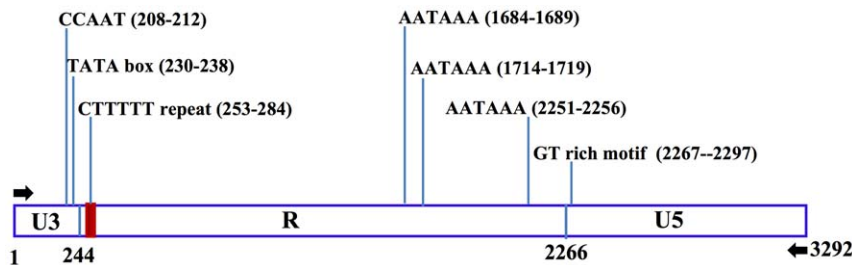 CCAAT (208-212)
AATAAA (1684-1689)
TATA box (230-238)
AATAAA (1714-1719)
CTTTTT repeat (253-284)
AATAAA (2251-2256)
GT rich motif (2267--2297)
U3
R
U5
1
244
2266
3292